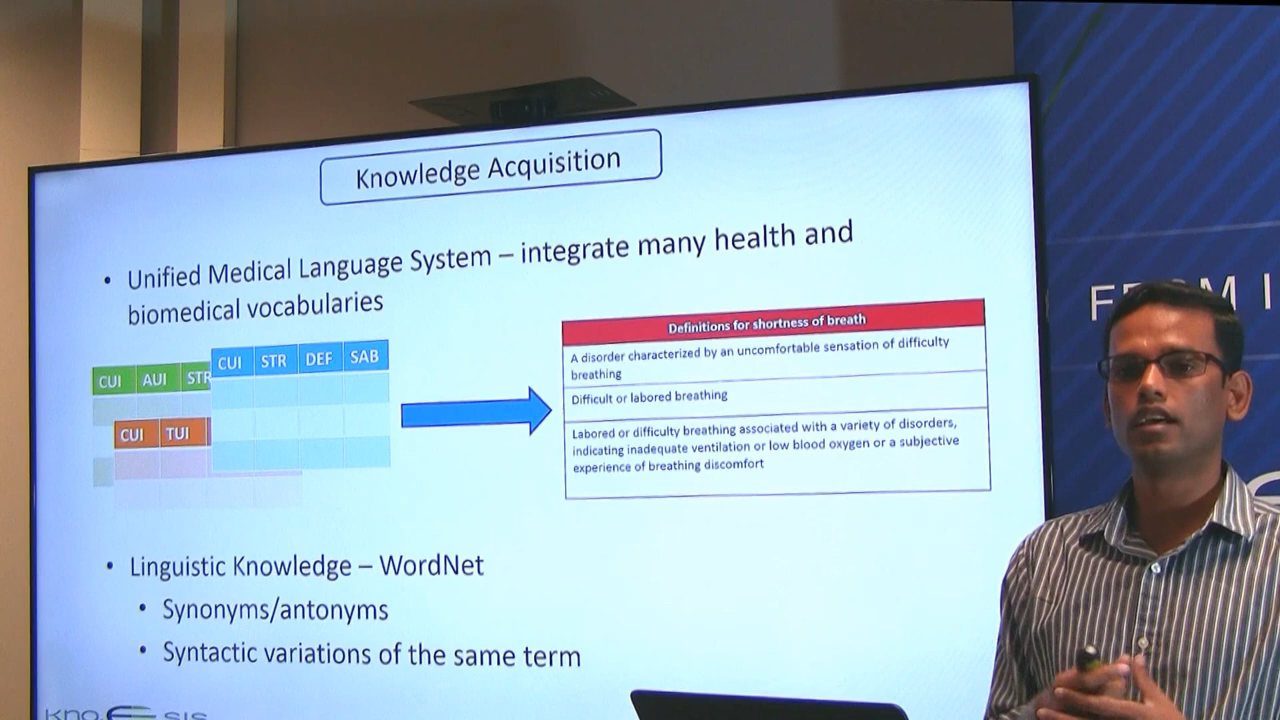 Knowledge Acquisition
• Unified Medical Language System – integrate many health and
biomedical vocabularies
CUI AUI STR
CUI TUI
CUI STR DEF SAB
Definitions for shortness of breath
A disorder characterized by an uncomfortable sensation of difficulty
breathing
Difficult or labored breathing
Labored or difficulty breathing associated with a variety of disorders,
indicating inadequate ventilation or low blood oxygen or a subjective
experience of breathing discomfort
• Linguistic Knowledge – WordNet
• Synonyms/antonyms
• Syntactic variations of the same term